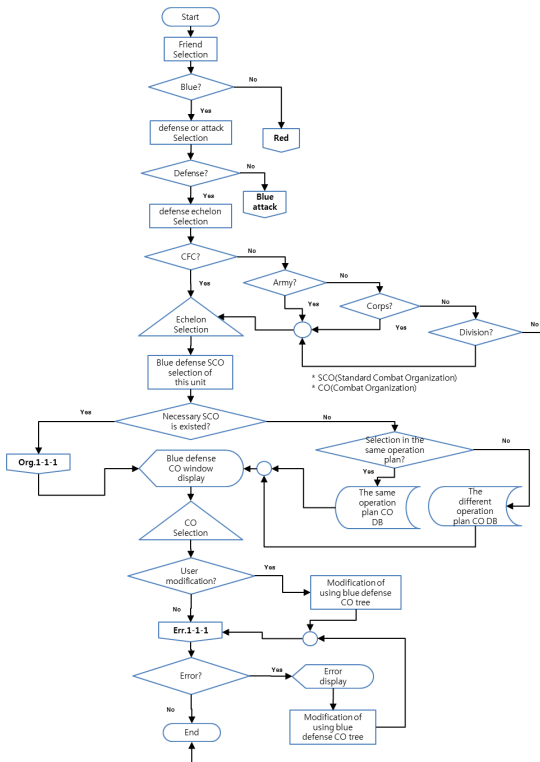 Start
Friend
Selection
Blue?
No
Yes
Red
defense or attack
Selection
Defense?
No
Yes
Blue
attack
defense echelon
Selection
CFC?
No
Yes
Army?
No
Yes
Corps?
No
Yes
Division?
No
Echelon
Selection
Blue defense SCO
selection of
this unit
* SCO(Standard Combat Organization)
* CO(Combat Organization)
Necessary SCO
is existed?
Yes
No
Org.1-1-1
Selection in the
same operation
plan?
No
Yes
Blue defense
CO window
display
The same
operation
plan CO
DB
The
different
operation
plan CO DB
CO
Selection
User
modification?
Yes
No
Modification of
using blue defense
CO tree
Err.1-1-1
Error?
Yes
No
Error
display
Modification of
using blue
defense CO tree
End